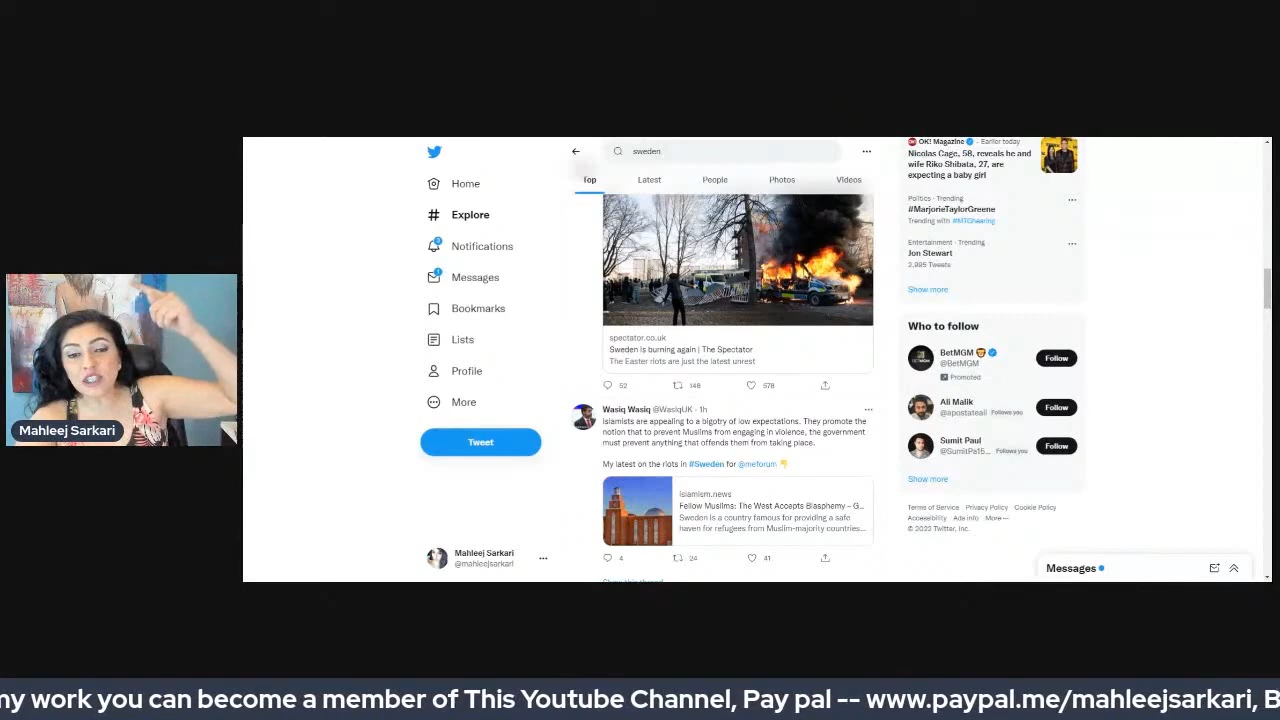 sweden
Top
Latest
People
Photos
Videos
Home
Explore
Notifications
Messages
Bookmarks
Lists
Profile
More
Tweet
Mahleej Sarkari
@mahleejsarkari
Mahleej Sarkari
spectator.co.uk
Sweden is burning again | The Spectator
The Easter riots are just the latest unrest
52
148
578
Wasiq Wasiq @WasiqUK · 1h
Islamists are appealing to a bigotry of low expectations. They promote the
notion that to prevent Muslims from engaging in violence, the government
must prevent anything that offends them from taking place.
My latest on the riots in #Sweden for @meforum 👇
islamism.news
Fellow Muslims: The West Accepts Blasphemy – G...
Sweden is a country famous for providing a safe
haven for refugees from Muslim-majority countries...
4
24
41
Show this thread
OK! Magazine · Earlier today
Nicolas Cage, 58, reveals he and
wife Riko Shibata, 27, are
expecting a baby girl
Politics · Trending
#MarjorieTaylorGreene
Trending with #MTGhearing
Entertainment · Trending
Jon Stewart
2,995 Tweets
Show more
Who to follow
BetMGM 🦁
@BetMGM
Promoted
Follow
Ali Malik
@apostateali Follows you
Follow
Sumit Paul
@SumitPa15... Follows you
Follow
Show more
Terms of Service Privacy Policy Cookie Policy
Accessibility Ads info More ···
© 2022 Twitter, Inc.
Messages
my work you can become a member of This Youtube Channel, Pay pal -- www.paypal.me/mahleejsarkari, B